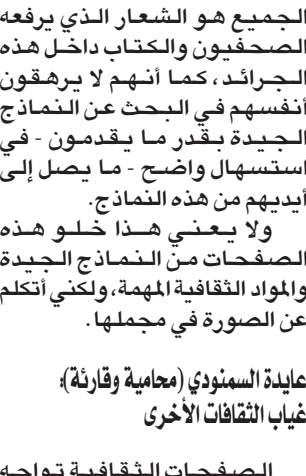 الجميع هو الشعار الذي يرفعه
الصحفيون والكتاب داخل هذه
الجرائد، كما أنهم لا يرهقون
أنفسهم في البحث عن النماذج
الجيدة بقدر ما يقدمون - في
استسهال واضح - ما يصل إلى
أيديهم من هذه النماذج.
ولا يعني هذا خلو هذه
الصفحات من النماذج الجيدة
والمواد الثقافية المهمة، ولكني أتكلم
عن الصورة في مجملها.
عايدة السمنودي (محامية وقارئة):
غياب الثقافات الأخرى
الصفحات الثقافية تواجه